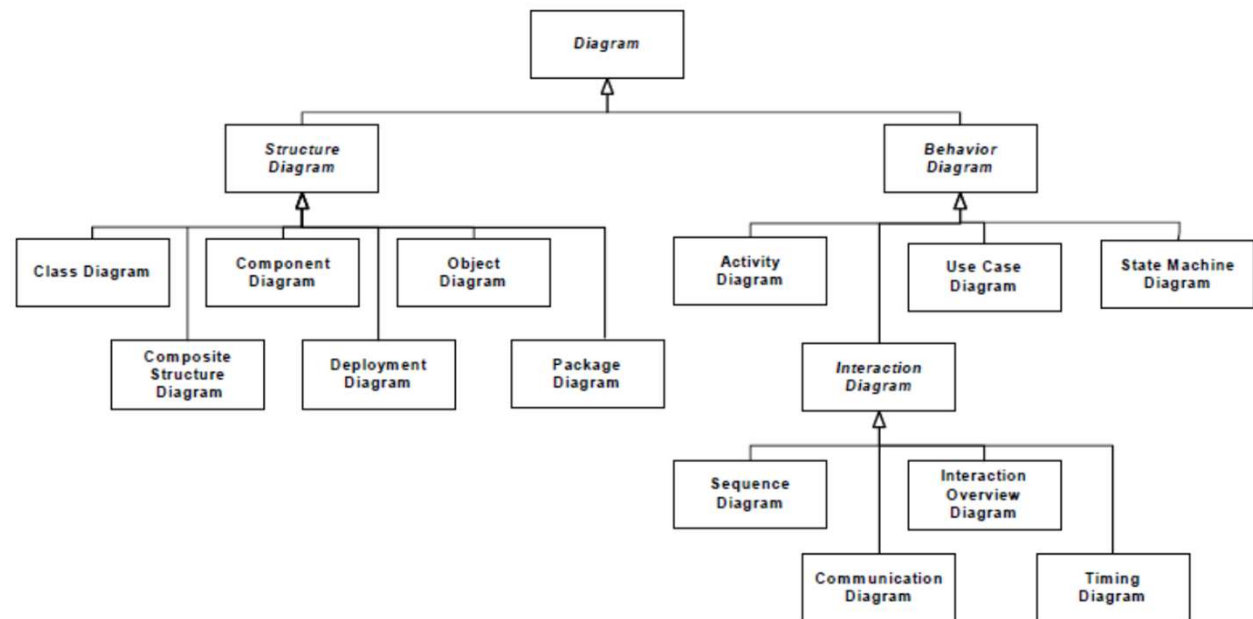 Diagram
Structure
Diagram
Behavior
Diagram
Class Diagram
Component
Diagram
Object
Diagram
Activity
Diagram
Use Case
Diagram
State Machine
Diagram
Composite
Structure
Diagram
Deployment
Diagram
Package
Diagram
Interaction
Diagram
Sequence
Diagram
Interaction
Overview
Diagram
Communication
Diagram
Timing
Diagram